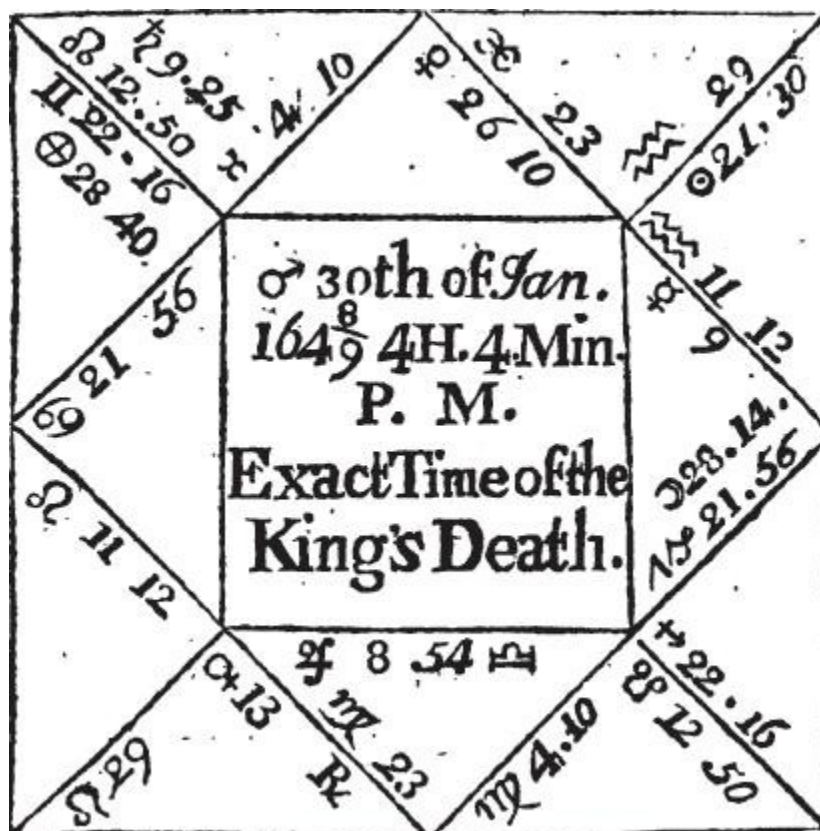 ♂ 30th of Jan.
164 8/9 4H. 4 Min.
P. M.
Exact Time of the
King's Death.
♄ 9.25
☊ 12.50
♊ 22.16
⊕ 28 40
4 10
♀ 26 10
23
♒ 29
☉ 21.30
♒ 11 12
☿ 9
☽ 28.14.
♑ 21.56
♐ 22.16
☋ 12 50
♏ 4.10
♃ 8 54 ♎
♍ 23
13
℞
♌ 29
♌ 11 12
♋ 21 56